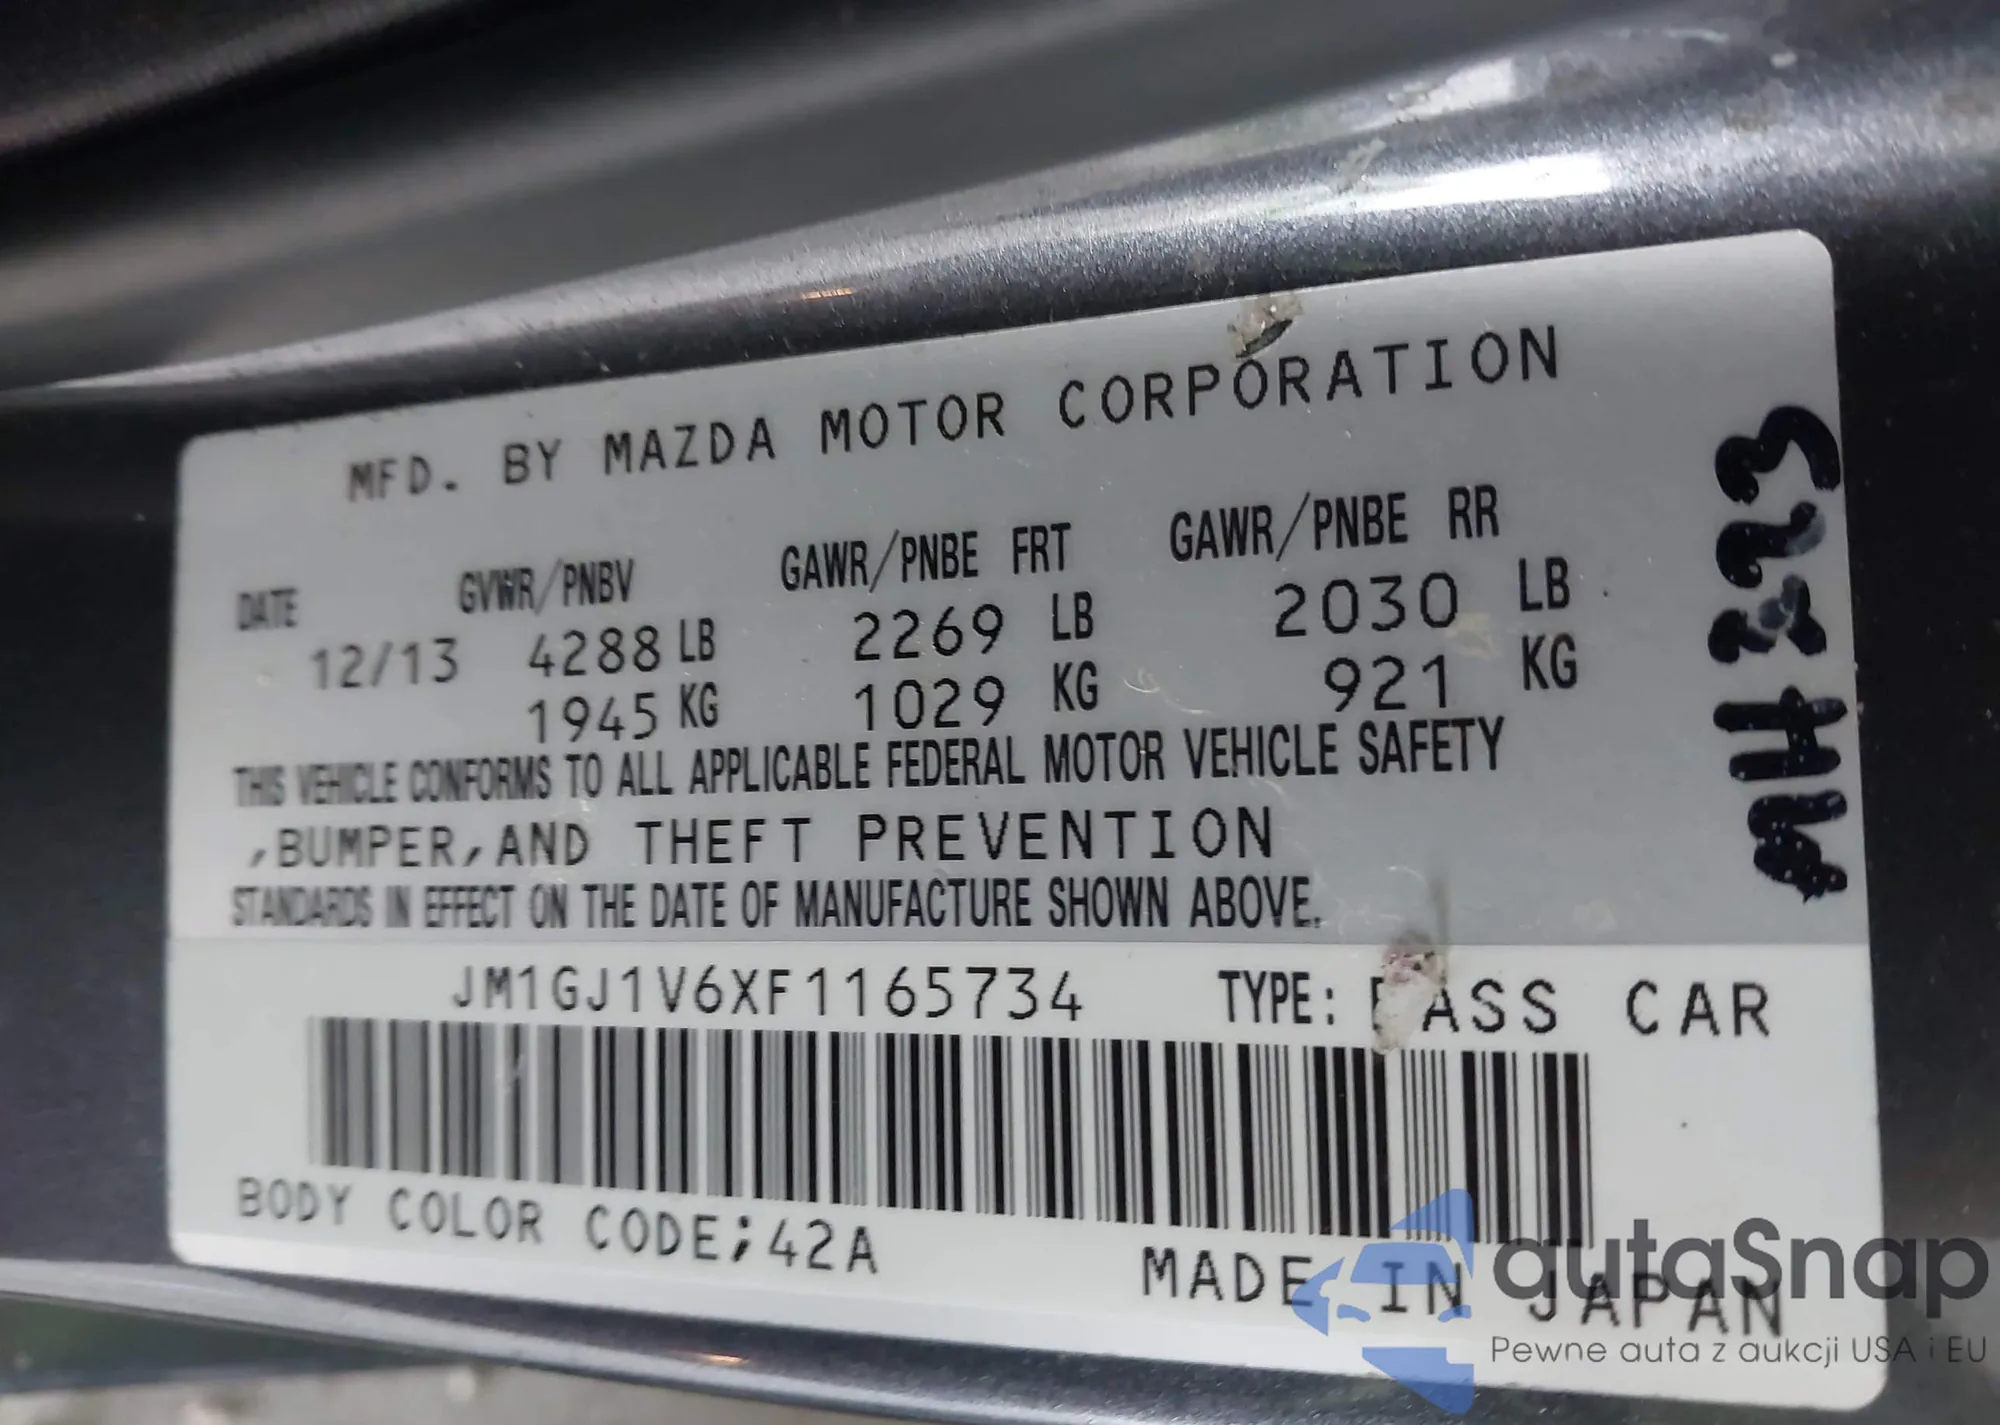 MFD. BY MAZDA MOTOR CORPORATION
DATE GVWR/PNBV GAWR/PNBE FRT GAWR/PNBE RR
12/13 4288 LB 2269 LB 2030 LB
1945 KG 1029 KG 921 KG
THIS VEHICLE CONFORMS TO ALL APPLICABLE FEDERAL MOTOR VEHICLE SAFETY
,BUMPER,AND THEFT PREVENTION
STANDARDS IN EFFECT ON THE DATE OF MANUFACTURE SHOWN ABOVE.
JM1GJ1V6XF1165734 TYPE: PASS CAR
BODY COLOR CODE;42A
MADE IN JAPAN
autaSnap
Pewne auta z aukcji USA i EU